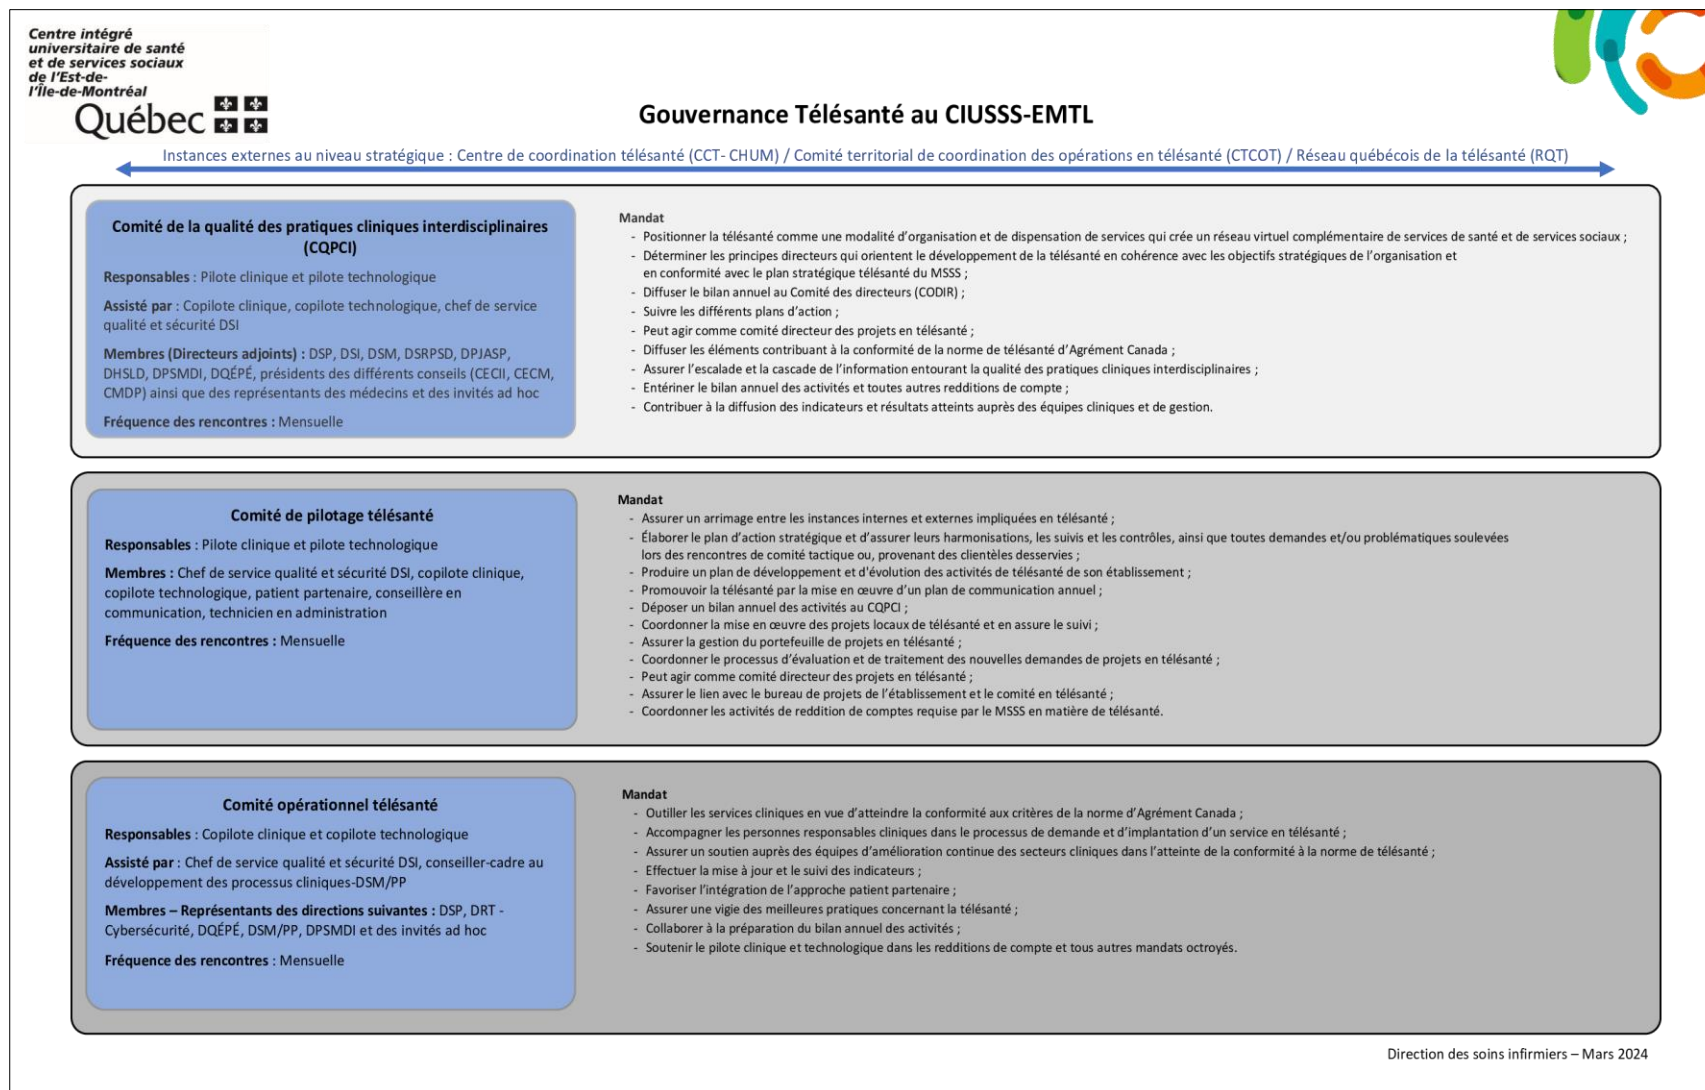 Centre intégré
universitaire de santé
et de services sociaux
de l'Est-de-
l'Île-de-Montréal
Québec
Gouvernance Télésanté au CIUSSS-EMTL
Instances externes au niveau stratégique : Centre de coordination télésanté (CCT- CHUM) / Comité territorial de coordination des opérations en télésanté (CTCOT) / Réseau québécois de la télésanté (RQT)
Comité de la qualité des pratiques cliniques interdisciplinaires
(CQPCI)
Responsables : Pilote clinique et pilote technologique
Assisté par : Copilote clinique, copilote technologique, chef de service
qualité et sécurité DSI
Membres (Directeurs adjoints) : DSP, DSI, DSM, DSRPSD, DPJASP,
DHSLD, DPSMDI, DQÉPÉ, présidents des différents conseils (CECII, CECM,
CMDP) ainsi que des représentants des médecins et des invités ad hoc
Fréquence des rencontres : Mensuelle
Mandat
- Positionner la télésanté comme une modalité d'organisation et de dispensation de services qui crée un réseau virtuel complémentaire de services de santé et de services sociaux ;
- Déterminer les principes directeurs qui orientent le développement de la télésanté en cohérence avec les objectifs stratégiques de l'organisation et
en conformité avec le plan stratégique télésanté du MSSS ;
- Diffuser le bilan annuel au Comité des directeurs (CODIR) ;
- Suivre les différents plans d'action ;
- Peut agir comme comité directeur des projets en télésanté ;
- Diffuser les éléments contribuant à la conformité de la norme de télésanté d'Agrément Canada ;
- Assurer l'escalade et la cascade de l'information entourant la qualité des pratiques cliniques interdisciplinaires ;
- Entériner le bilan annuel des activités et toutes autres redditions de compte ;
- Contribuer à la diffusion des indicateurs et résultats atteints auprès des équipes cliniques et de gestion.
Comité de pilotage télésanté
Responsables : Pilote clinique et pilote technologique
Membres : Chef de service qualité et sécurité DSI, copilote clinique,
copilote technologique, patient partenaire, conseillère en
communication, technicien en administration
Fréquence des rencontres : Mensuelle
Mandat
- Assurer un arrimage entre les instances internes et externes impliquées en télésanté ;
- Élaborer le plan d'action stratégique et d'assurer leurs harmonisations, les suivis et les contrôles, ainsi que toutes demandes et/ou problématiques soulevées
lors des rencontres de comité tactique ou, provenant des clientèles desservies ;
- Produire un plan de développement et d'évolution des activités de télésanté de son établissement ;
- Promouvoir la télésanté par la mise en œuvre d'un plan de communication annuel ;
- Déposer un bilan annuel des activités au CQPCI ;
- Coordonner la mise en œuvre des projets locaux de télésanté et en assure le suivi ;
- Assurer la gestion du portefeuille de projets en télésanté ;
- Coordonner le processus d'évaluation et de traitement des nouvelles demandes de projets en télésanté ;
- Peut agir comme comité directeur des projets en télésanté ;
- Assurer le lien avec le bureau de projets de l'établissement et le comité en télésanté ;
- Coordonner les activités de reddition de comptes requise par le MSSS en matière de télésanté.
Comité opérationnel télésanté
Responsables : Copilote clinique et copilote technologique
Assisté par : Chef de service qualité et sécurité DSI, conseiller-cadre au
développement des processus cliniques-DSM/PP
Membres – Représentants des directions suivantes : DSP, DRT -
Cybersécurité, DQÉPÉ, DSM/PP, DPSMDI et des invités ad hoc
Fréquence des rencontres : Mensuelle
Mandat
- Outiller les services cliniques en vue d'atteindre la conformité aux critères de la norme d'Agrément Canada ;
- Accompagner les personnes responsables cliniques dans le processus de demande et d'implantation d'un service en télésanté ;
- Assurer un soutien auprès des équipes d'amélioration continue des secteurs cliniques dans l'atteinte de la conformité à la norme de télésanté ;
- Effectuer la mise à jour et le suivi des indicateurs ;
- Favoriser l'intégration de l'approche patient partenaire ;
- Assurer une vigie des meilleures pratiques concernant la télésanté ;
- Collaborer à la préparation du bilan annuel des activités ;
- Soutenir le pilote clinique et technologique dans les redditions de compte et tous autres mandats octroyés.
Direction des soins infirmiers – Mars 2024